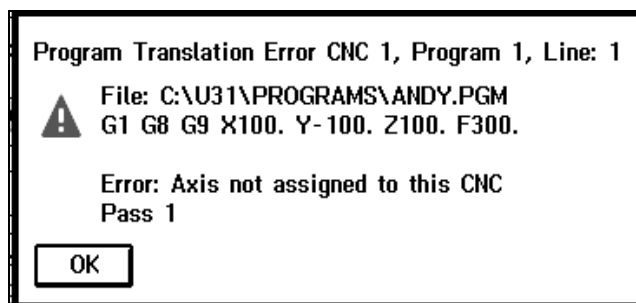 Program Translation Error CNC 1, Program 1, Line: 1
File: C:\U31\PROGRAMS\ANDY.PGM
G1 G8 G9 X100. Y-100. Z100. F300.
Error: Axis not assigned to this CNC
Pass 1
OK